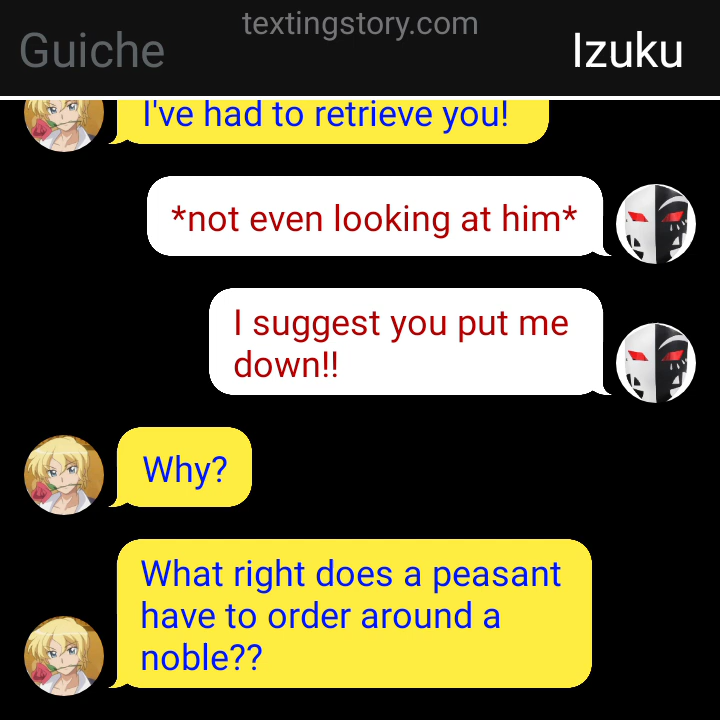 textingstory.com
Guiche
Izuku
I've had to retrieve you!
*not even looking at him*
I suggest you put me
down!!
Why?
What right does a peasant
have to order around a
noble??